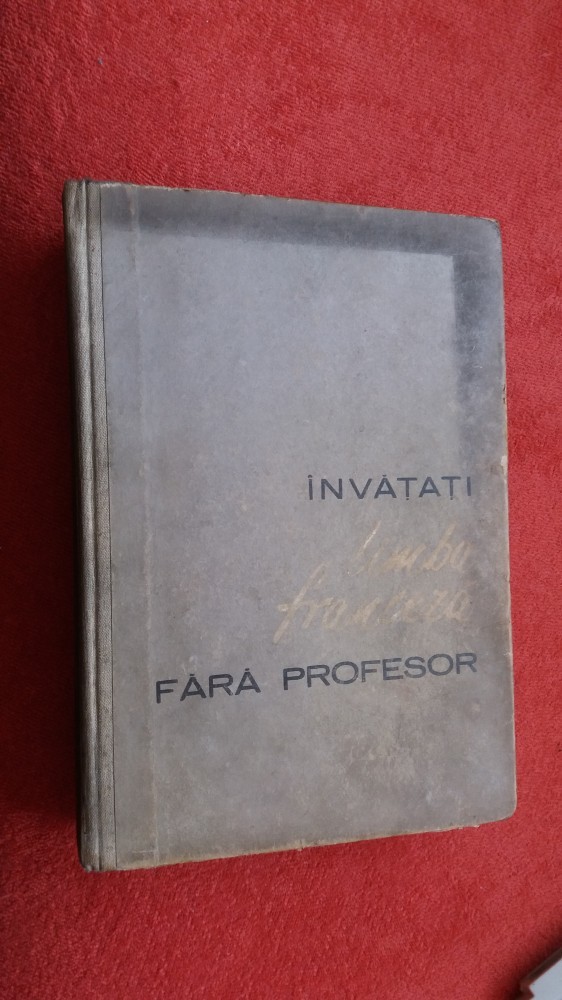 ÎNVĂȚAȚI
limba
franceza
FĂRĂ PROFESOR